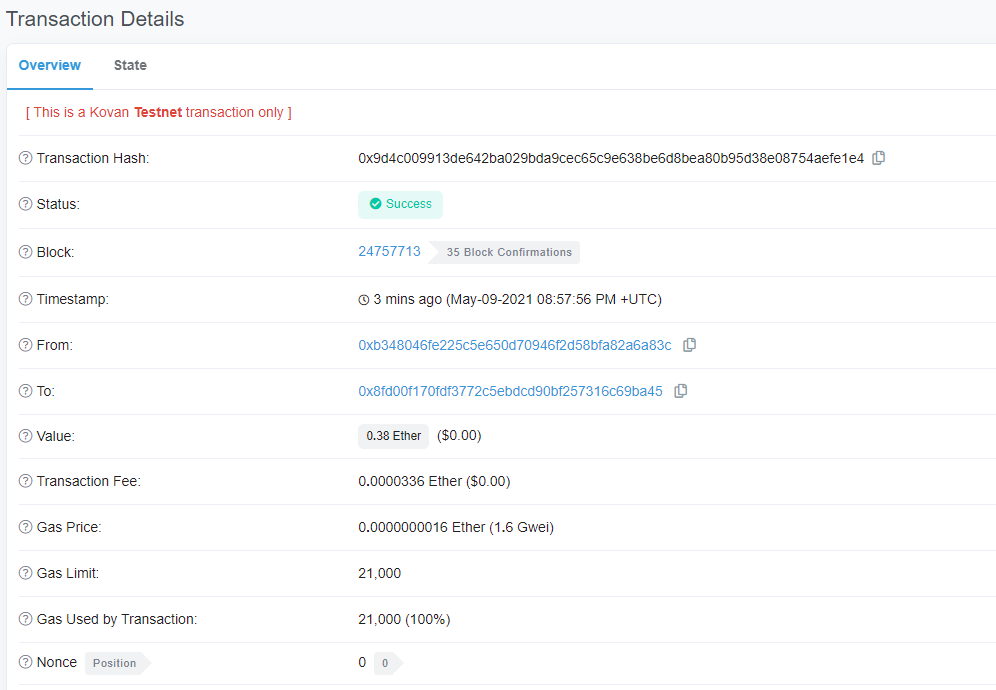 Transaction Details
Overview State
[ This is a Kovan Testnet transaction only ]
Transaction Hash: 0x9d4c009913de642ba029bda9cec65c9e638be6d8bea80b95d38e08754aefe1e4
Status: Success
Block: 24757713 35 Block Confirmations
Timestamp: 3 mins ago (May-09-2021 08:57:56 PM +UTC)
From: 0xb348046fe225c5e650d70946f2d58bfa82a6a83c
To: 0x8fd00f170fdf3772c5ebdcd90bf257316c69ba45
Value: 0.38 Ether ($0.00)
Transaction Fee: 0.0000336 Ether ($0.00)
Gas Price: 0.0000000016 Ether (1.6 Gwei)
Gas Limit: 21,000
Gas Used by Transaction: 21,000 (100%)
Nonce Position 0 0